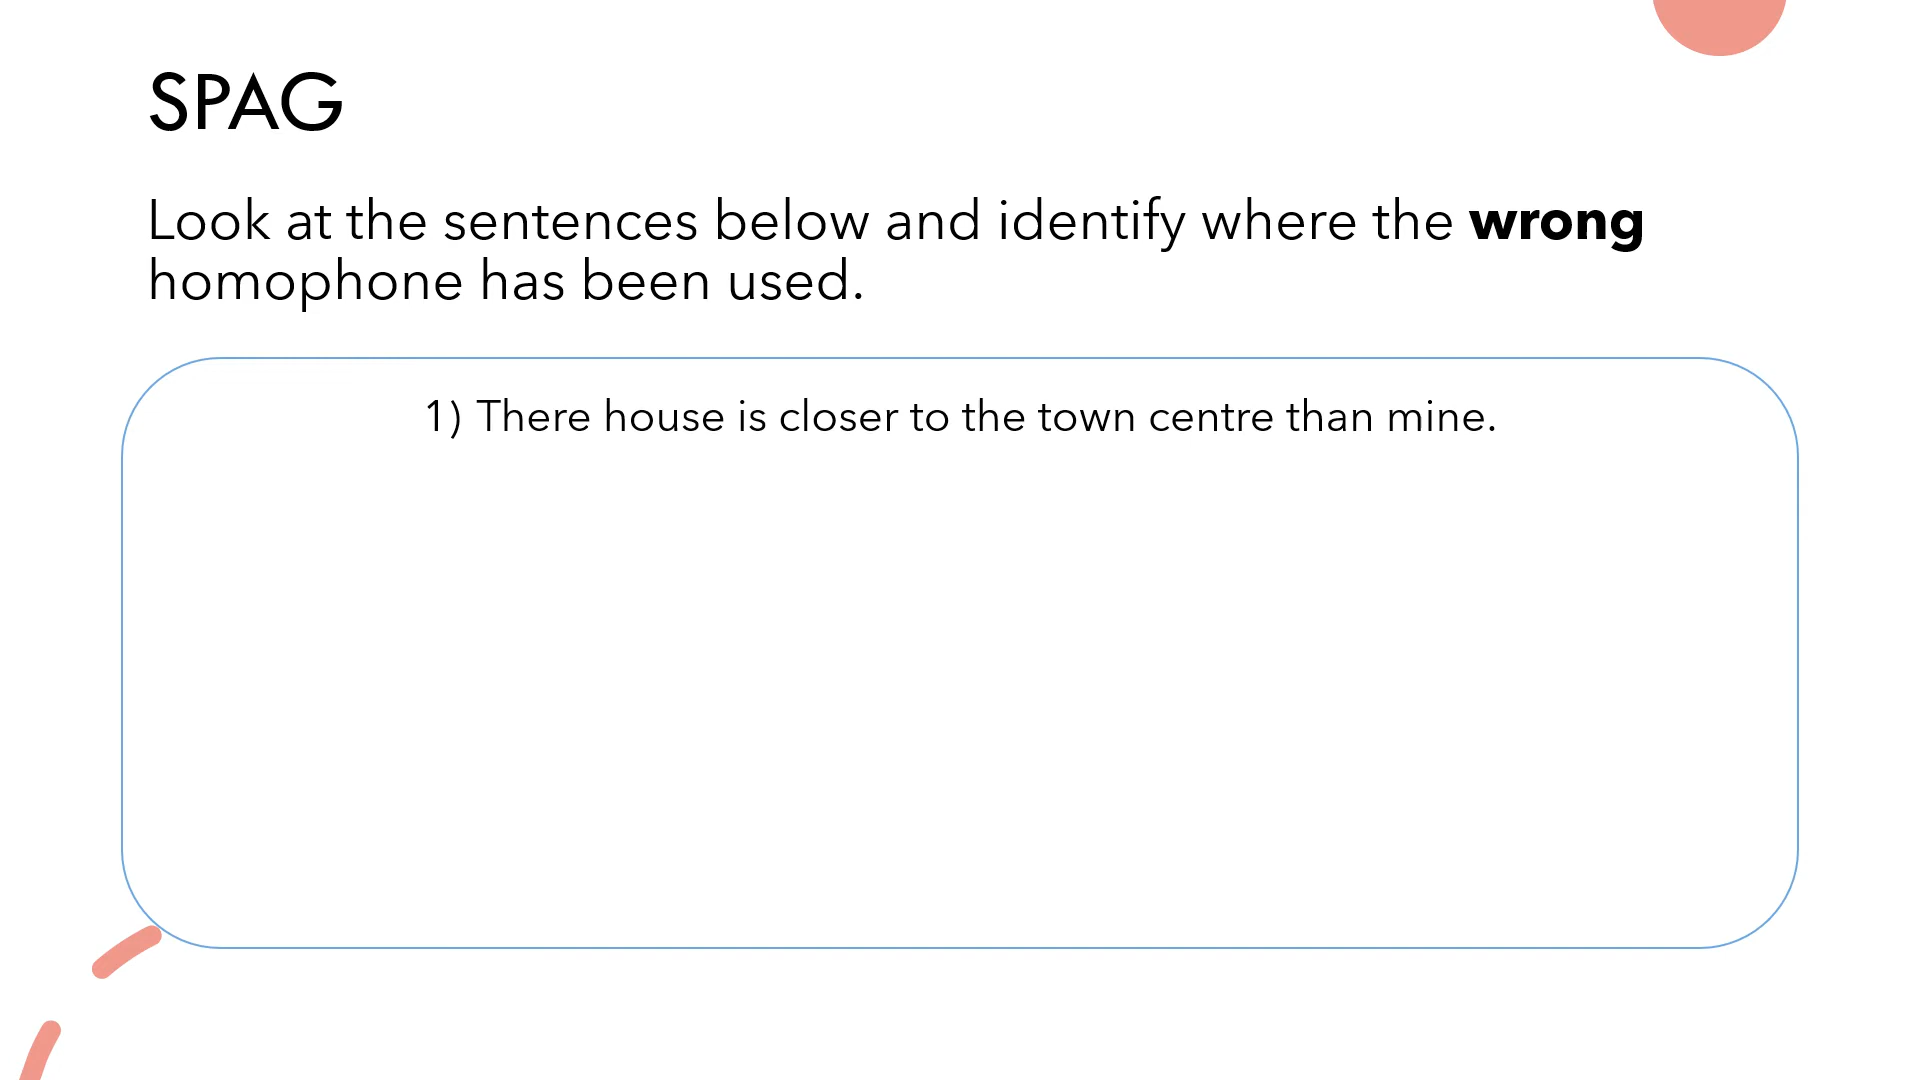 SPAG
Look at the sentences below and identify where the wrong
homophone has been used.
1) There house is closer to the town centre than mine.